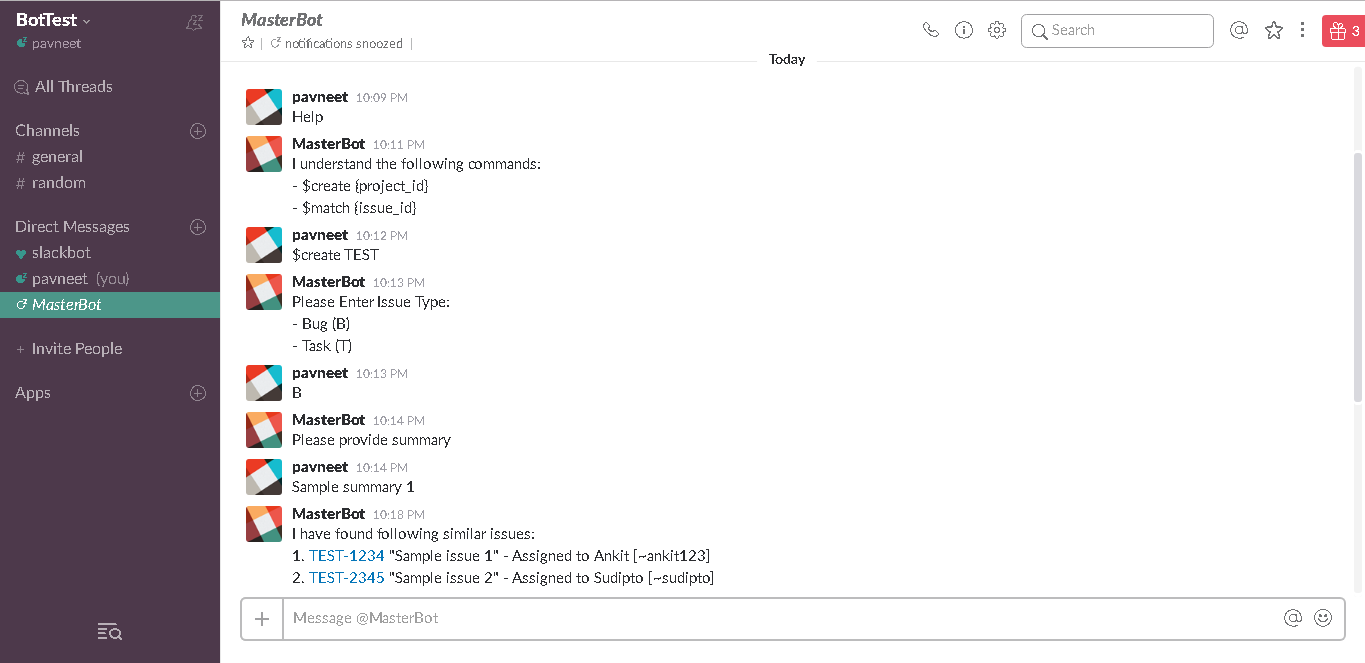 BotTest
pavneet
All Threads
Channels
# general
# random
Direct Messages
slackbot
pavneet (you)
MasterBot
+ Invite People
Apps
MasterBot
notifications snoozed
Search
3
Today
pavneet 10:09 PM
Help
MasterBot 10:11 PM
I understand the following commands:
- $create {project_id}
- $match {issue_id}
pavneet 10:12 PM
$create TEST
MasterBot 10:13 PM
Please Enter Issue Type:
- Bug (B)
- Task (T)
pavneet 10:13 PM
B
MasterBot 10:14 PM
Please provide summary
pavneet 10:14 PM
Sample summary 1
MasterBot 10:18 PM
I have found following similar issues:
1. TEST-1234 "Sample issue 1" - Assigned to Ankit [~ankit123]
2. TEST-2345 "Sample issue 2" - Assigned to Sudipto [~sudipto]
Message @MasterBot